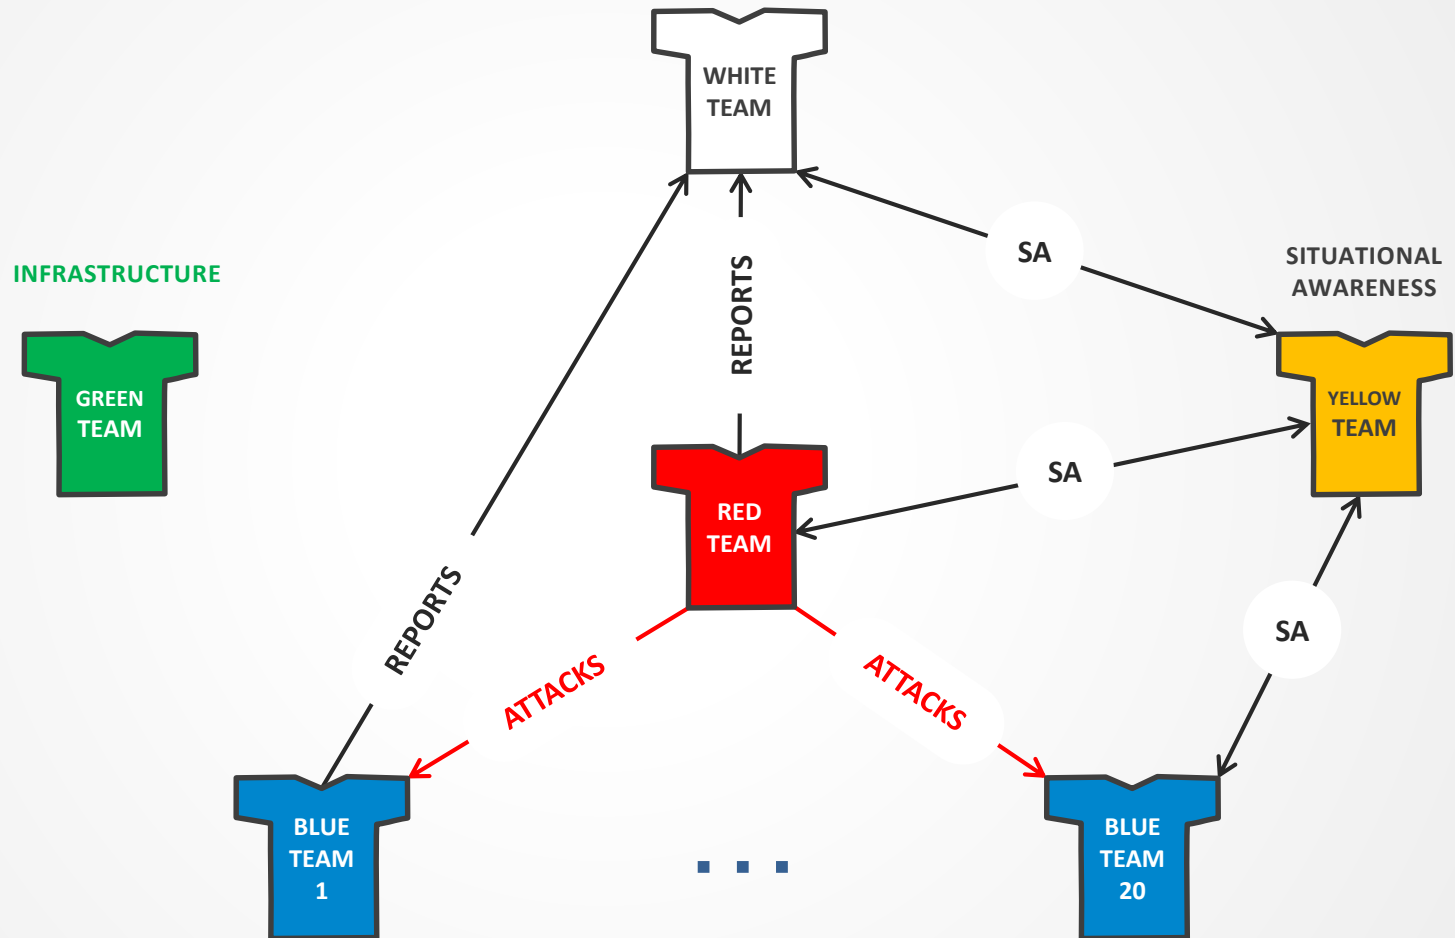 WHITE
TEAM
SA
INFRASTRUCTURE
SITUATIONAL
AWARENESS
REPORTS
GREEN
TEAM
YELLOW
TEAM
SA
RED
TEAM
REPORTS
SA
ATTACKS
ATTACKS
BLUE
TEAM
1
BLUE
TEAM
20